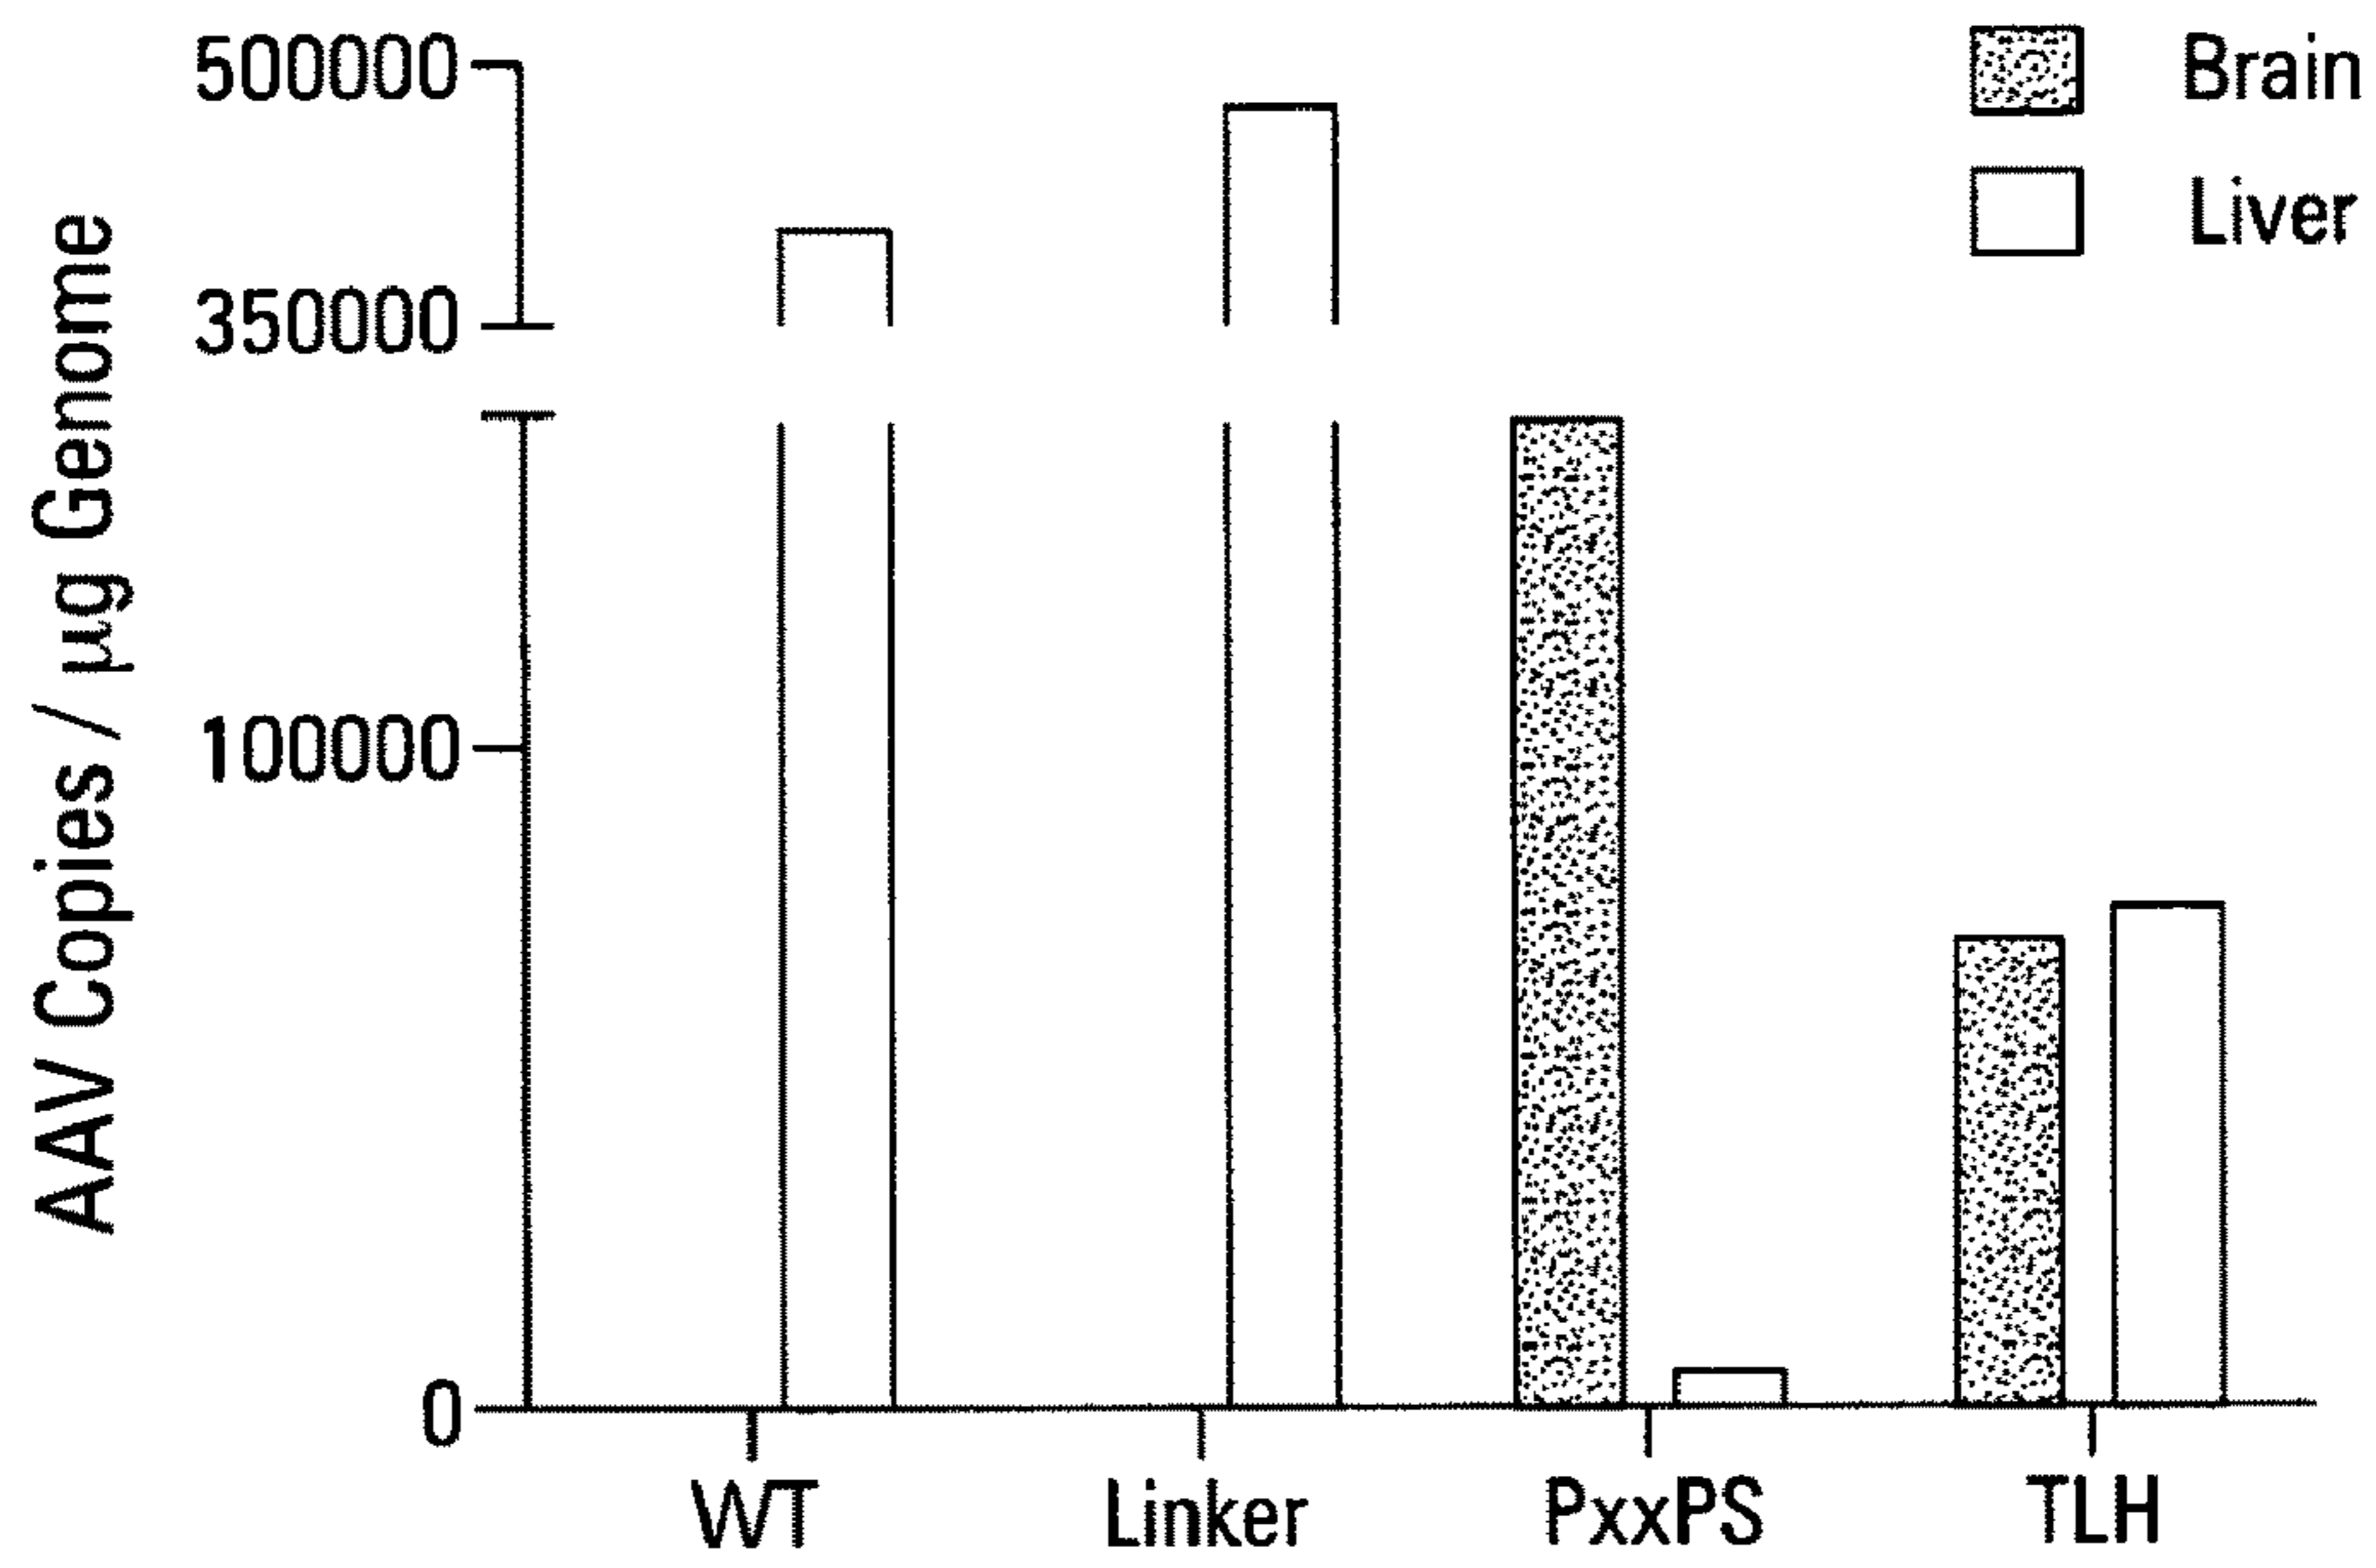 AAV Copies / µg Genome
500000
350000
100000
0
WT
Linker
PxxPS
TLH
Brain
Liver